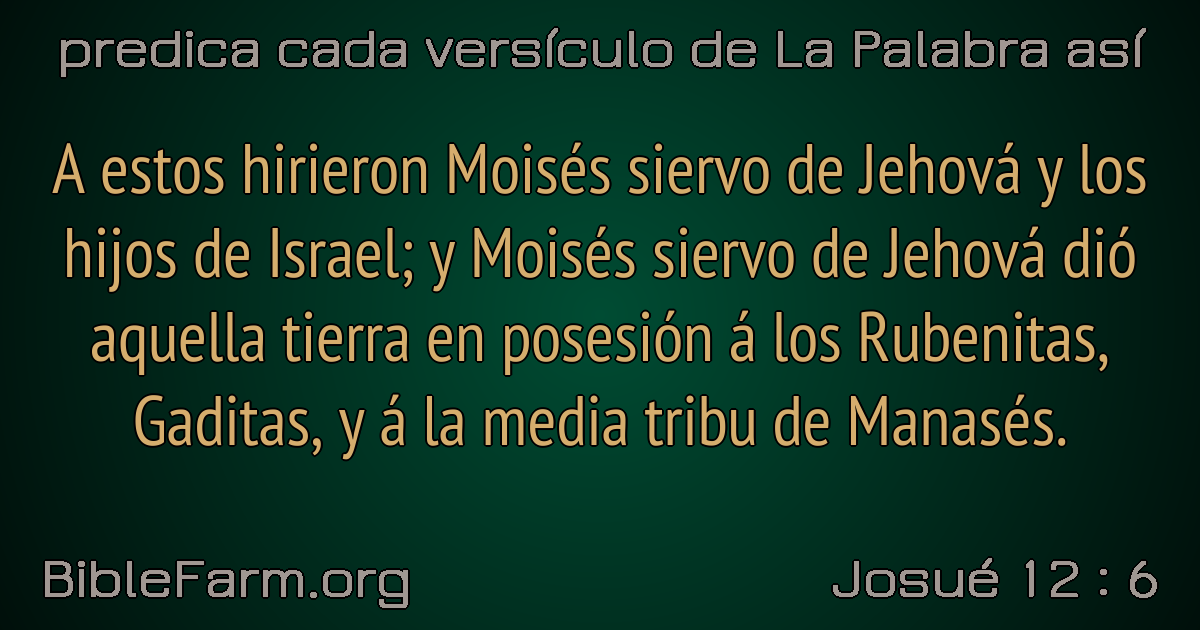 predica cada versículo de La Palabra así
A estos hirieron Moisés siervo de Jehová y los
hijos de Israel; y Moisés siervo de Jehová dió
aquella tierra en posesión á los Rubenitas,
Gaditas, y á la media tribu de Manasés.
BibleFarm.org
Josué 12 : 6